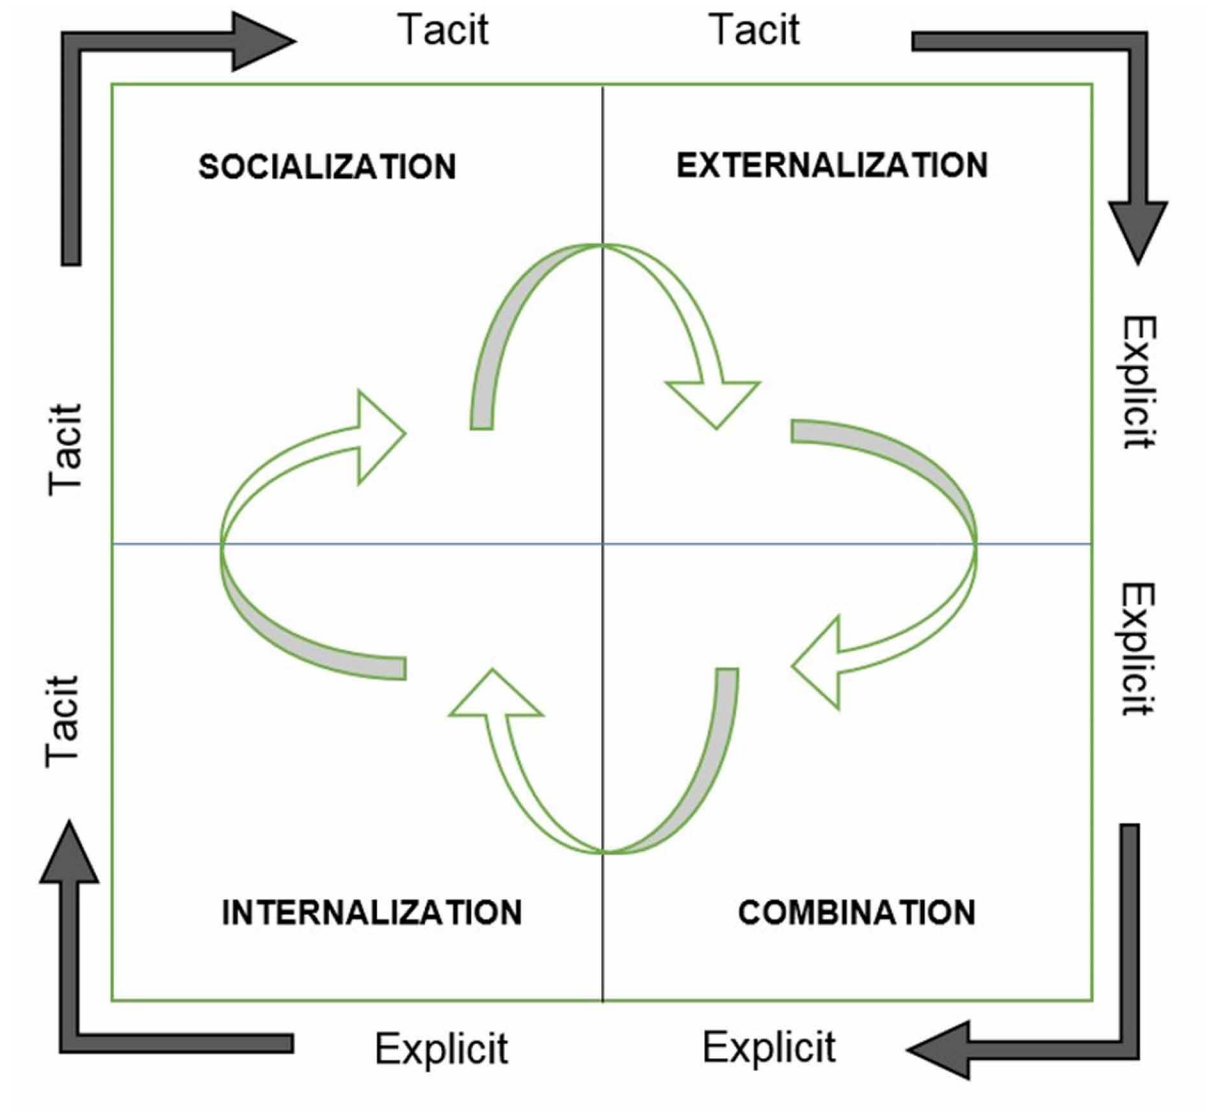 Tacit
Tacit
SOCIALIZATION
EXTERNALIZATION
Explicit
Tacit
Explicit
Tacit
INTERNALIZATION
COMBINATION
Explicit
Explicit